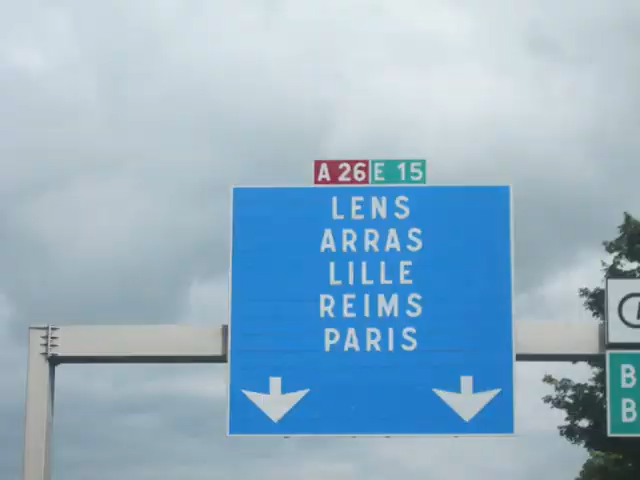 A 26 E 15
LENS
ARRAS
LILLE
REIMS
PARIS
B
B